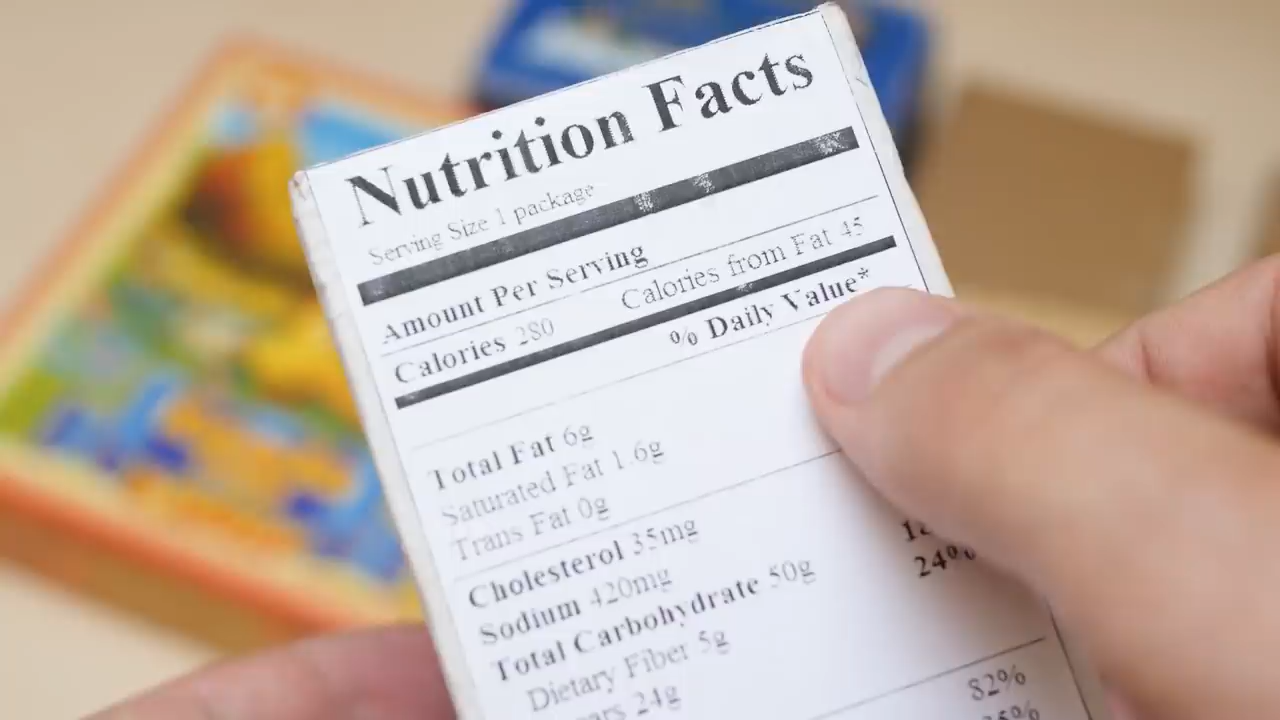 Nutrition Facts
Serving Size 1 package
Amount Per Serving
Calories 280 Calories from Fat 45
% Daily Value*
Total Fat 6g
Saturated Fat 1.6g
Trans Fat 0g
Cholesterol 35mg
Sodium 420mg
Total Carbohydrate 50g 24%
Dietary Fiber 5g
24g
82%